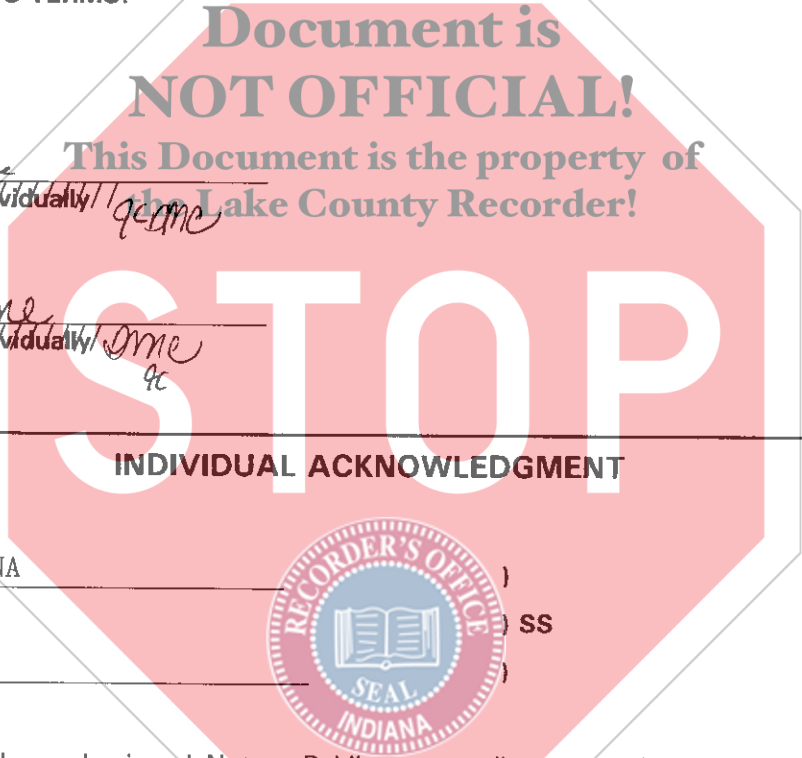 Document is
NOT OFFICIAL!
This Document is the property of
vidually
the Lake County Recorder!
vidually
STOP
INDIVIDUAL ACKNOWLEDGMENT
NA )
RECORDER'S OFFICE
) SS
)
SEAL
INDIANA